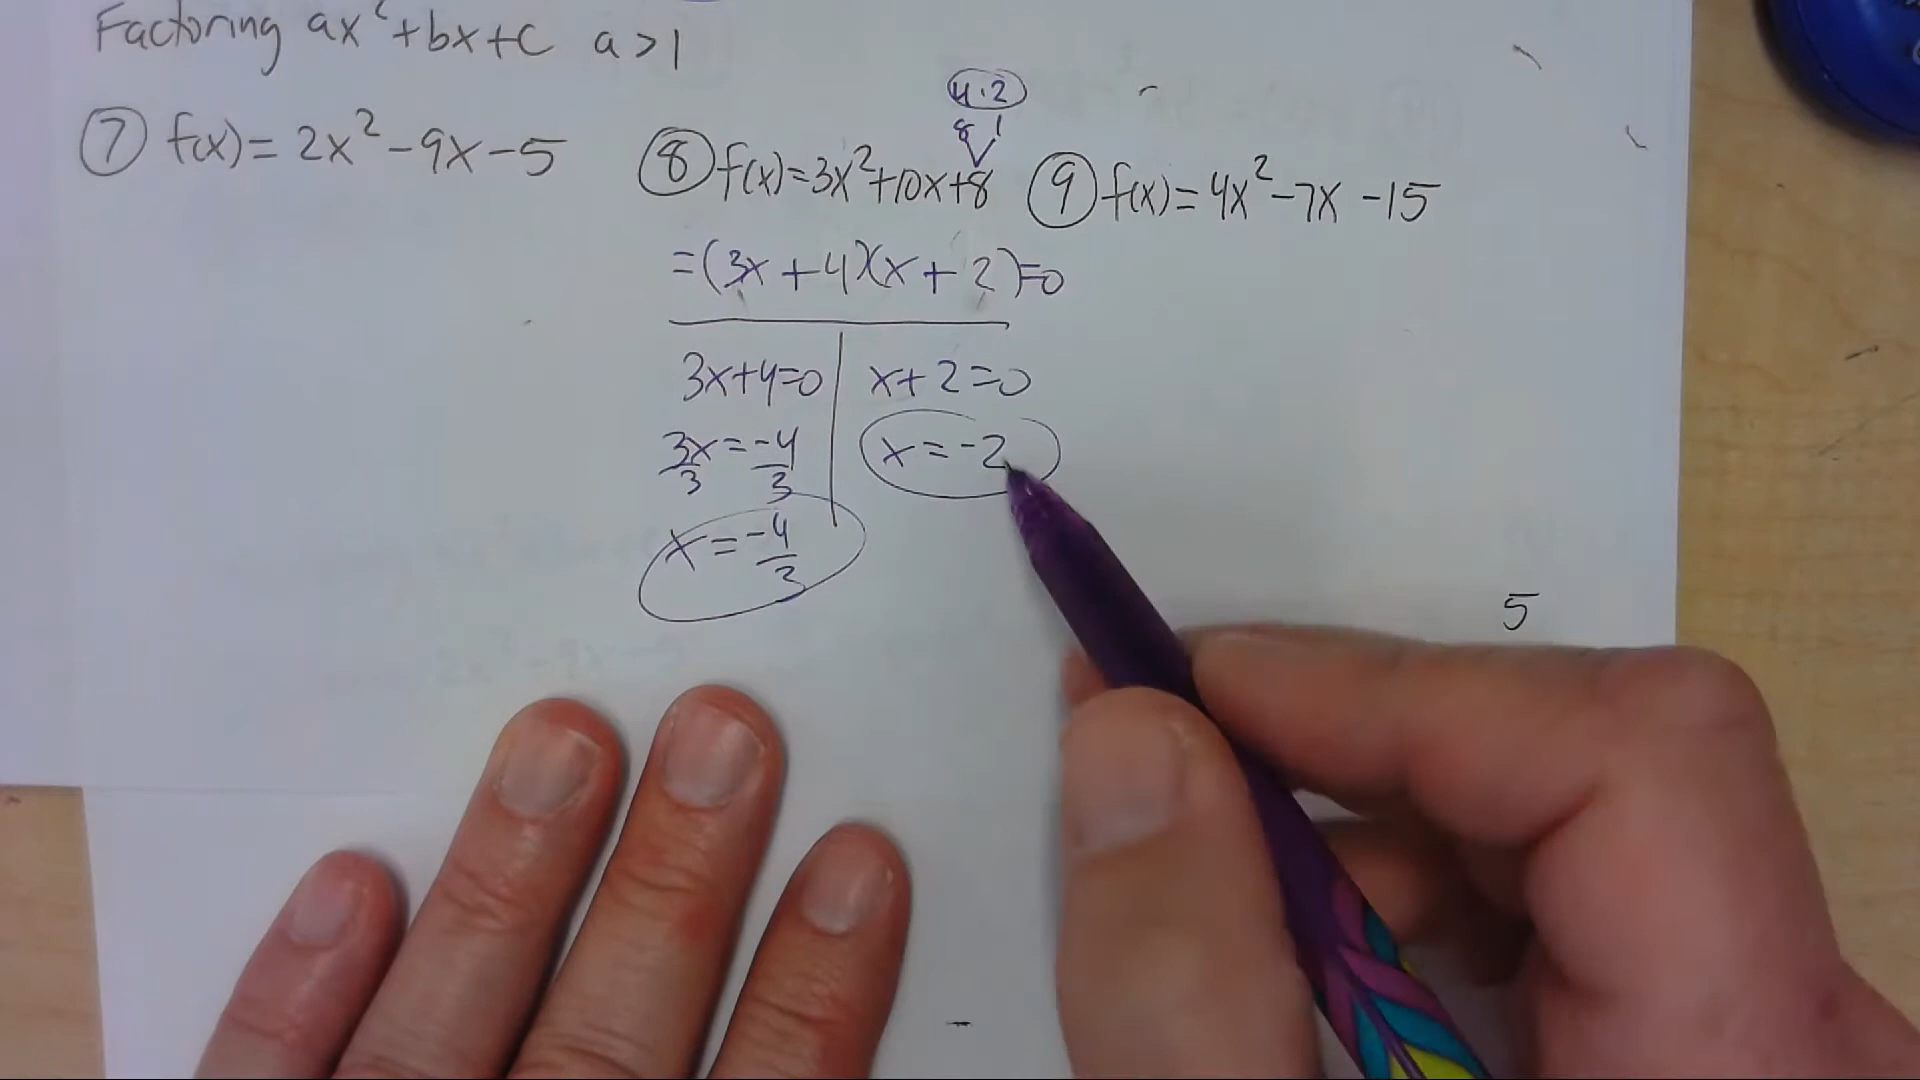 Factoring ax²+bx+c a>1
⑦ f(x)=2x²-9x-5
4·2
8 1
⑧ f(x)=3x²+10x+8
=(3x+4)(x+2)=0
3x+4=0
3x/3=-4/3
x=-4/3
x+2=0
x=-2
⑨ f(x)=4x²-7x-15
5